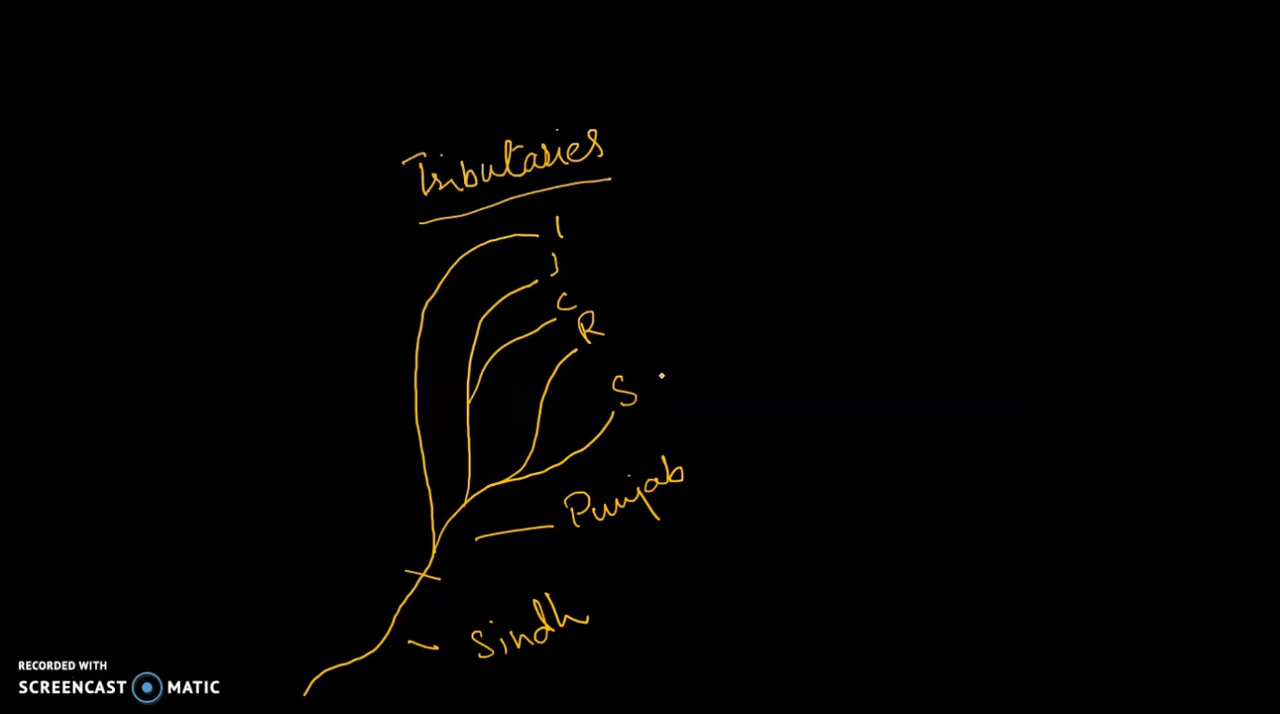 Tributaries
I
J
C
R
S
Punjab
Sindh
RECORDED WITH
SCREENCAST MATIC